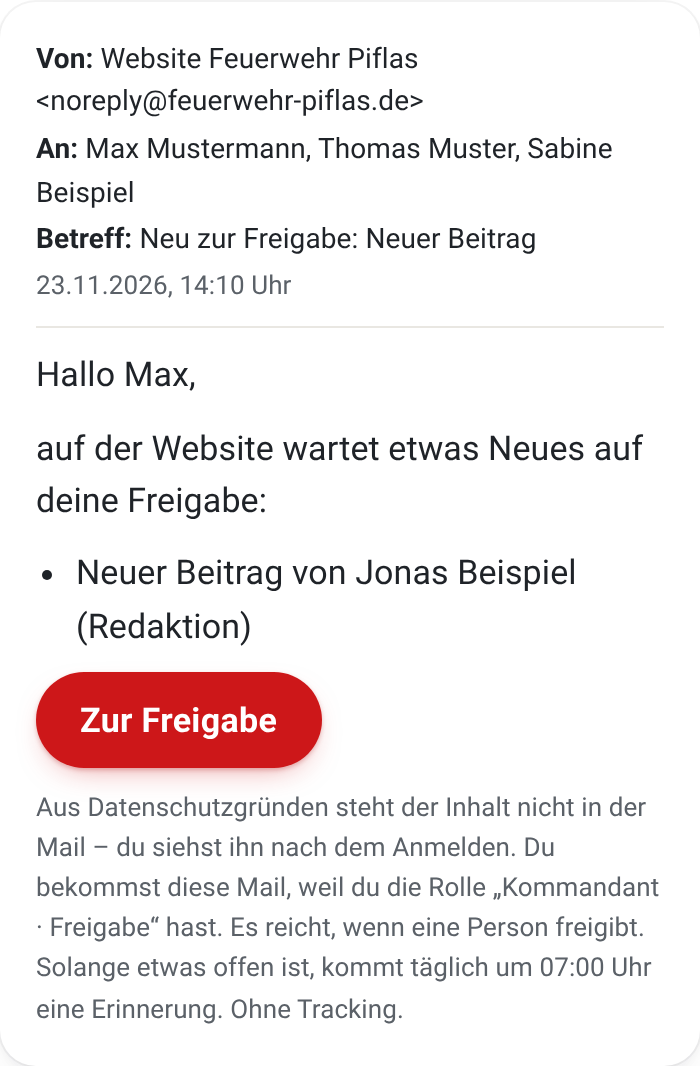 Von: Website Feuerwehr Piflas
<noreply@feuerwehr-piflas.de>
An: Max Mustermann, Thomas Muster, Sabine
Beispiel
Betreff: Neu zur Freigabe: Neuer Beitrag
23.11.2026, 14:10 Uhr
Hallo Max,
auf der Website wartet etwas Neues auf
deine Freigabe:
• Neuer Beitrag von Jonas Beispiel
(Redaktion)
Zur Freigabe
Aus Datenschutzgründen steht der Inhalt nicht in der
Mail – du siehst ihn nach dem Anmelden. Du
bekommst diese Mail, weil du die Rolle „Kommandant
· Freigabe“ hast. Es reicht, wenn eine Person freigibt.
Solange etwas offen ist, kommt täglich um 07:00 Uhr
eine Erinnerung. Ohne Tracking.